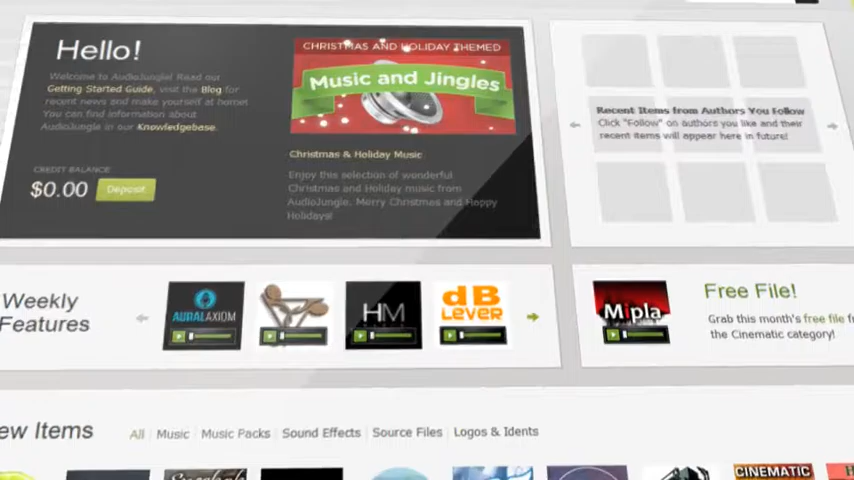 Hello!
Welcome to AudioJungle! Read our
Getting Started Guide, visit the Blog for
recent news and make yourself at home!
You can find information about
AudioJungle in our Knowledgebase.
CREDIT BALANCE
$0.00 Deposit
CHRISTMAS AND HOLIDAY THEMED
Music and Jingles
Christmas & Holiday Music
Enjoy this selection of wonderful
Christmas and Holiday music from
AudioJungle. Merry Christmas and Happy
Holidays!
Recent Items from Authors You Follow
Click "Follow" on authors you like and their
recent items will appear here in future!
Weekly
Features
AURALAXIOM
HM
dB
LEVER
Mipla
Free File!
Grab this month's free file
the Cinematic category!
ew Items
All Music Music Packs Sound Effects Source Files Logos & Idents
CINEMATIC